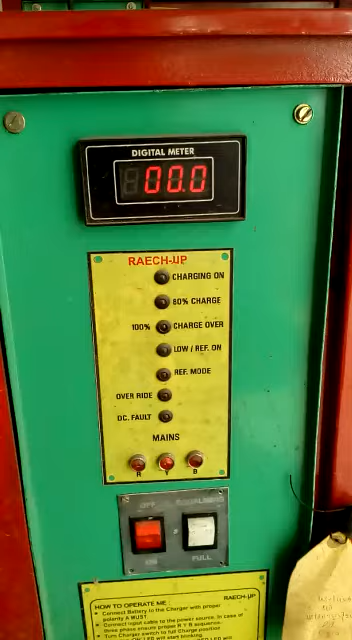 DIGITAL METER
00.0
RAECH-UP
CHARGING ON
80% CHARGE
100% CHARGE OVER
LOW / REF. ON
REF. MODE
OVER RIDE
DC. FAULT
MAINS
R Y B
OFF
FULL
HOW TO OPERATE ME RAECH-UP
Connect Battery to the Charger with proper
polarity A MUST.
Connect input cable to the power source. In case of
three phase ensure proper R Y B sequence.
Turn Charger switch to full Charge position